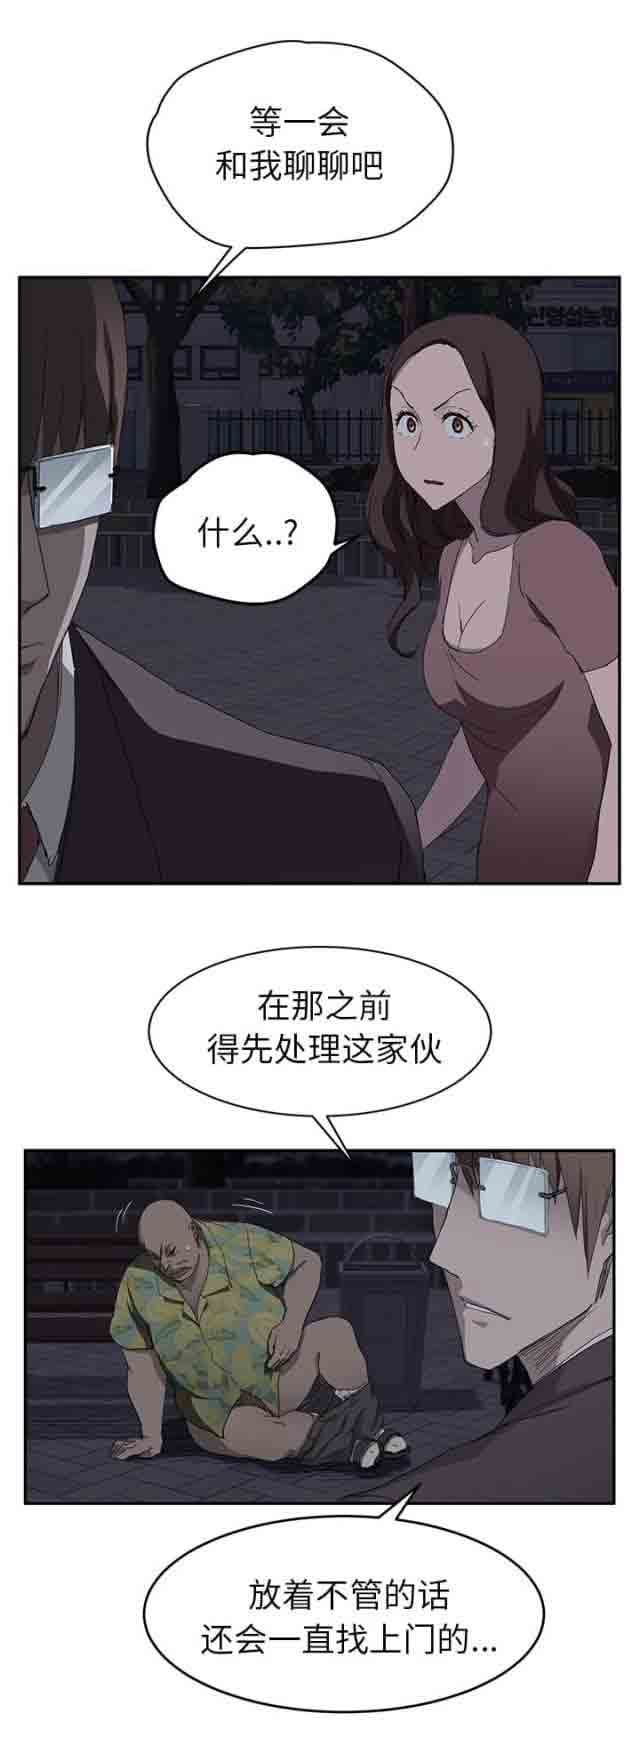 等一会
和我聊聊吧
什么..?
在那之前
得先处理这家伙
放着不管的话
还会一直找上门的...